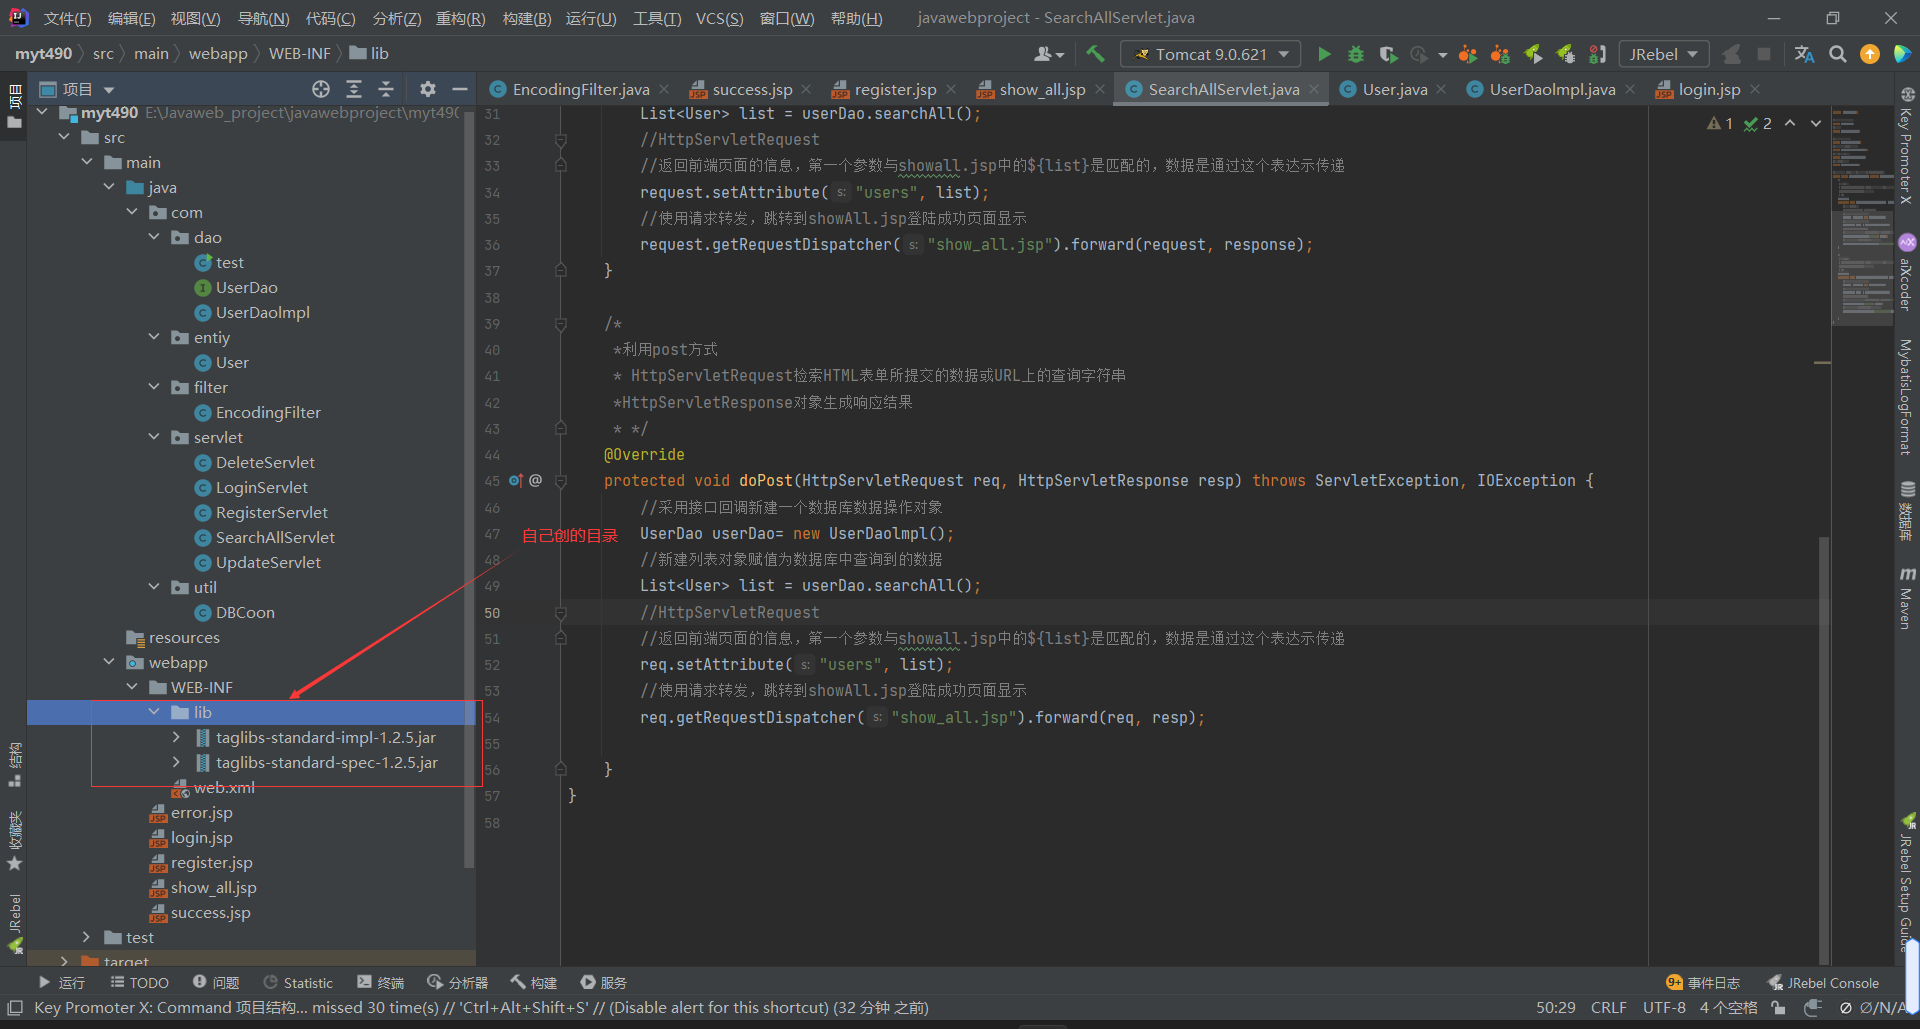 文件(F) 编辑(E) 视图(V) 导航(N) 代码(C) 分析(Z) 重构(R) 构建(B) 运行(U) 工具(T) VCS(S) 窗口(W) 帮助(H) javawebproject - SearchAllServlet.java
myt490 src main webapp WEB-INF lib Tomcat 9.0.621 JRebel
项目
EncodingFilter.java success.jsp register.jsp show_all.jsp SearchAllServlet.java User.java UserDaolmpl.java login.jsp
项目
结构
收藏夹
JRebel
myt490 E:\Javaweb_project\javawebproject\myt490
src
main
java
com
dao
test
UserDao
UserDaolmpl
entiy
User
filter
EncodingFilter
servlet
DeleteServlet
LoginServlet
RegisterServlet
SearchAllServlet
UpdateServlet
util
DBCoon
resources
webapp
WEB-INF
lib
taglibs-standard-impl-1.2.5.jar
taglibs-standard-spec-1.2.5.jar
web.xml
error.jsp
login.jsp
register.jsp
show_all.jsp
success.jsp
test
target
自己创的目录
1 2
31 List<User> list = userDao.searchAll();
32 //HttpServletRequest
33 //返回前端页面的信息，第一个参数与showall.jsp中的${list}是匹配的，数据是通过这个表达示传递
34 request.setAttribute( s: "users", list);
35 //使用请求转发，跳转到showAll.jsp登陆成功页面显示
36 request.getRequestDispatcher( s: "show_all.jsp").forward(request, response);
37 }
38
39 /*
40 *利用post方式
41 * HttpServletRequest检索HTML表单所提交的数据或URL上的查询字符串
42 *HttpServletResponse对象生成响应结果
43 * */
44 @Override
45 @ protected void doPost(HttpServletRequest req, HttpServletResponse resp) throws ServletException, IOException {
46 //采用接口回调新建一个数据库数据操作对象
47 UserDao userDao= new UserDaolmpl();
48 //新建列表对象赋值为数据库中查询到的数据
49 List<User> list = userDao.searchAll();
50 //HttpServletRequest
51 //返回前端页面的信息，第一个参数与showall.jsp中的${list}是匹配的，数据是通过这个表达示传递
52 req.setAttribute( s: "users", list);
53 //使用请求转发，跳转到showAll.jsp登陆成功页面显示
54 req.getRequestDispatcher( s: "show_all.jsp").forward(req, resp);
55
56 }
57 }
58
Key Promoter X
aiXcoder
MybatisLogFormat
数据库
Maven
JRebel Setup Guide
运行 TODO 问题 Statistic 终端 分析器 构建 服务 9+ 事件日志 JRebel Console
Key Promoter X: Command 项目结构... missed 30 time(s) // 'Ctrl+Alt+Shift+S' // (Disable alert for this shortcut) (32 分钟 之前) 50:29 CRLF UTF-8 4 个空格 Ø/N/A